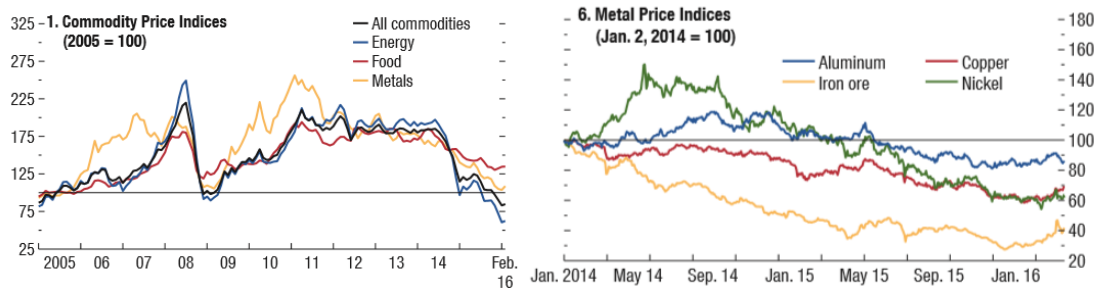 1. Commodity Price Indices
(2005 = 100)
All commodities
Energy
Food
Metals
325
275
225
175
125
75
25
2005 06 07 08 09 10 11 12 13 14 Feb.
16
6. Metal Price Indices
(Jan. 2, 2014 = 100)
Aluminum Copper
Iron ore Nickel
180
160
140
120
100
80
60
40
20
Jan. 2014 May 14 Sep. 14 Jan. 15 May 15 Sep. 15 Jan. 16